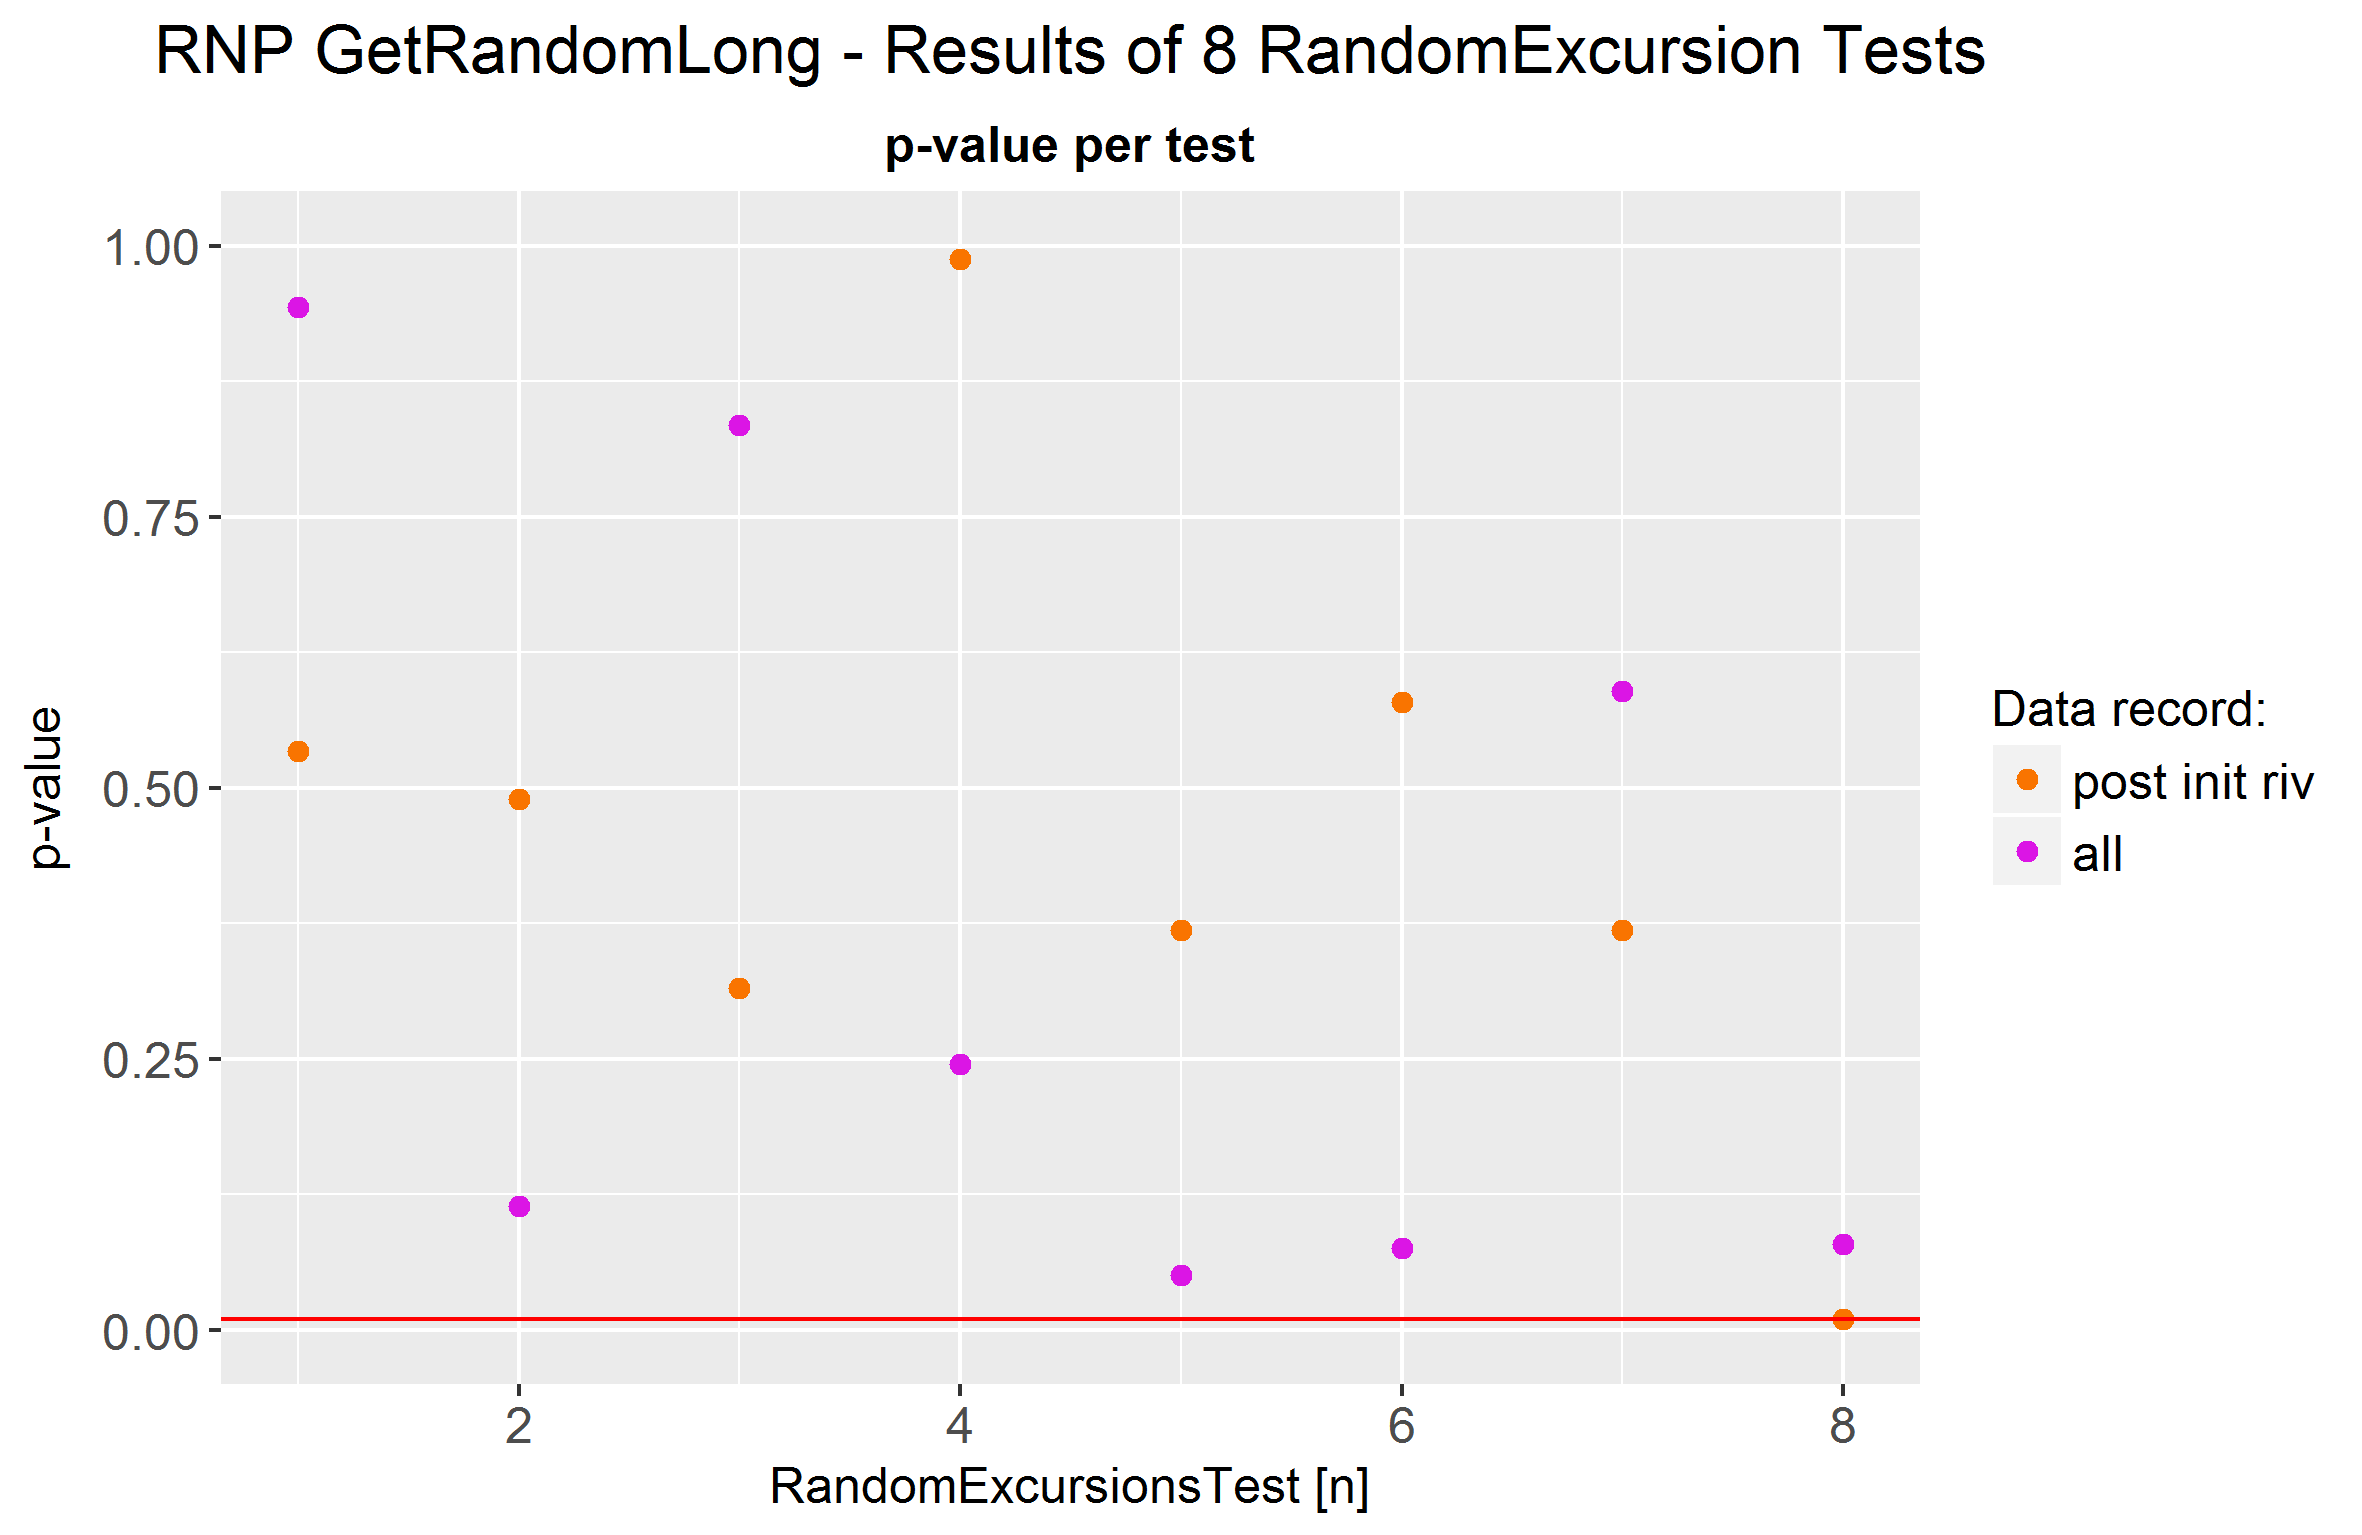 RNP GetRandomLong - Results of 8 RandomExcursion Tests
p-value per test
1.00
0.75
0.50
0.25
0.00
p-value
2 4 6 8
RandomExcursionsTest [n]
Data record:
post init riv
all